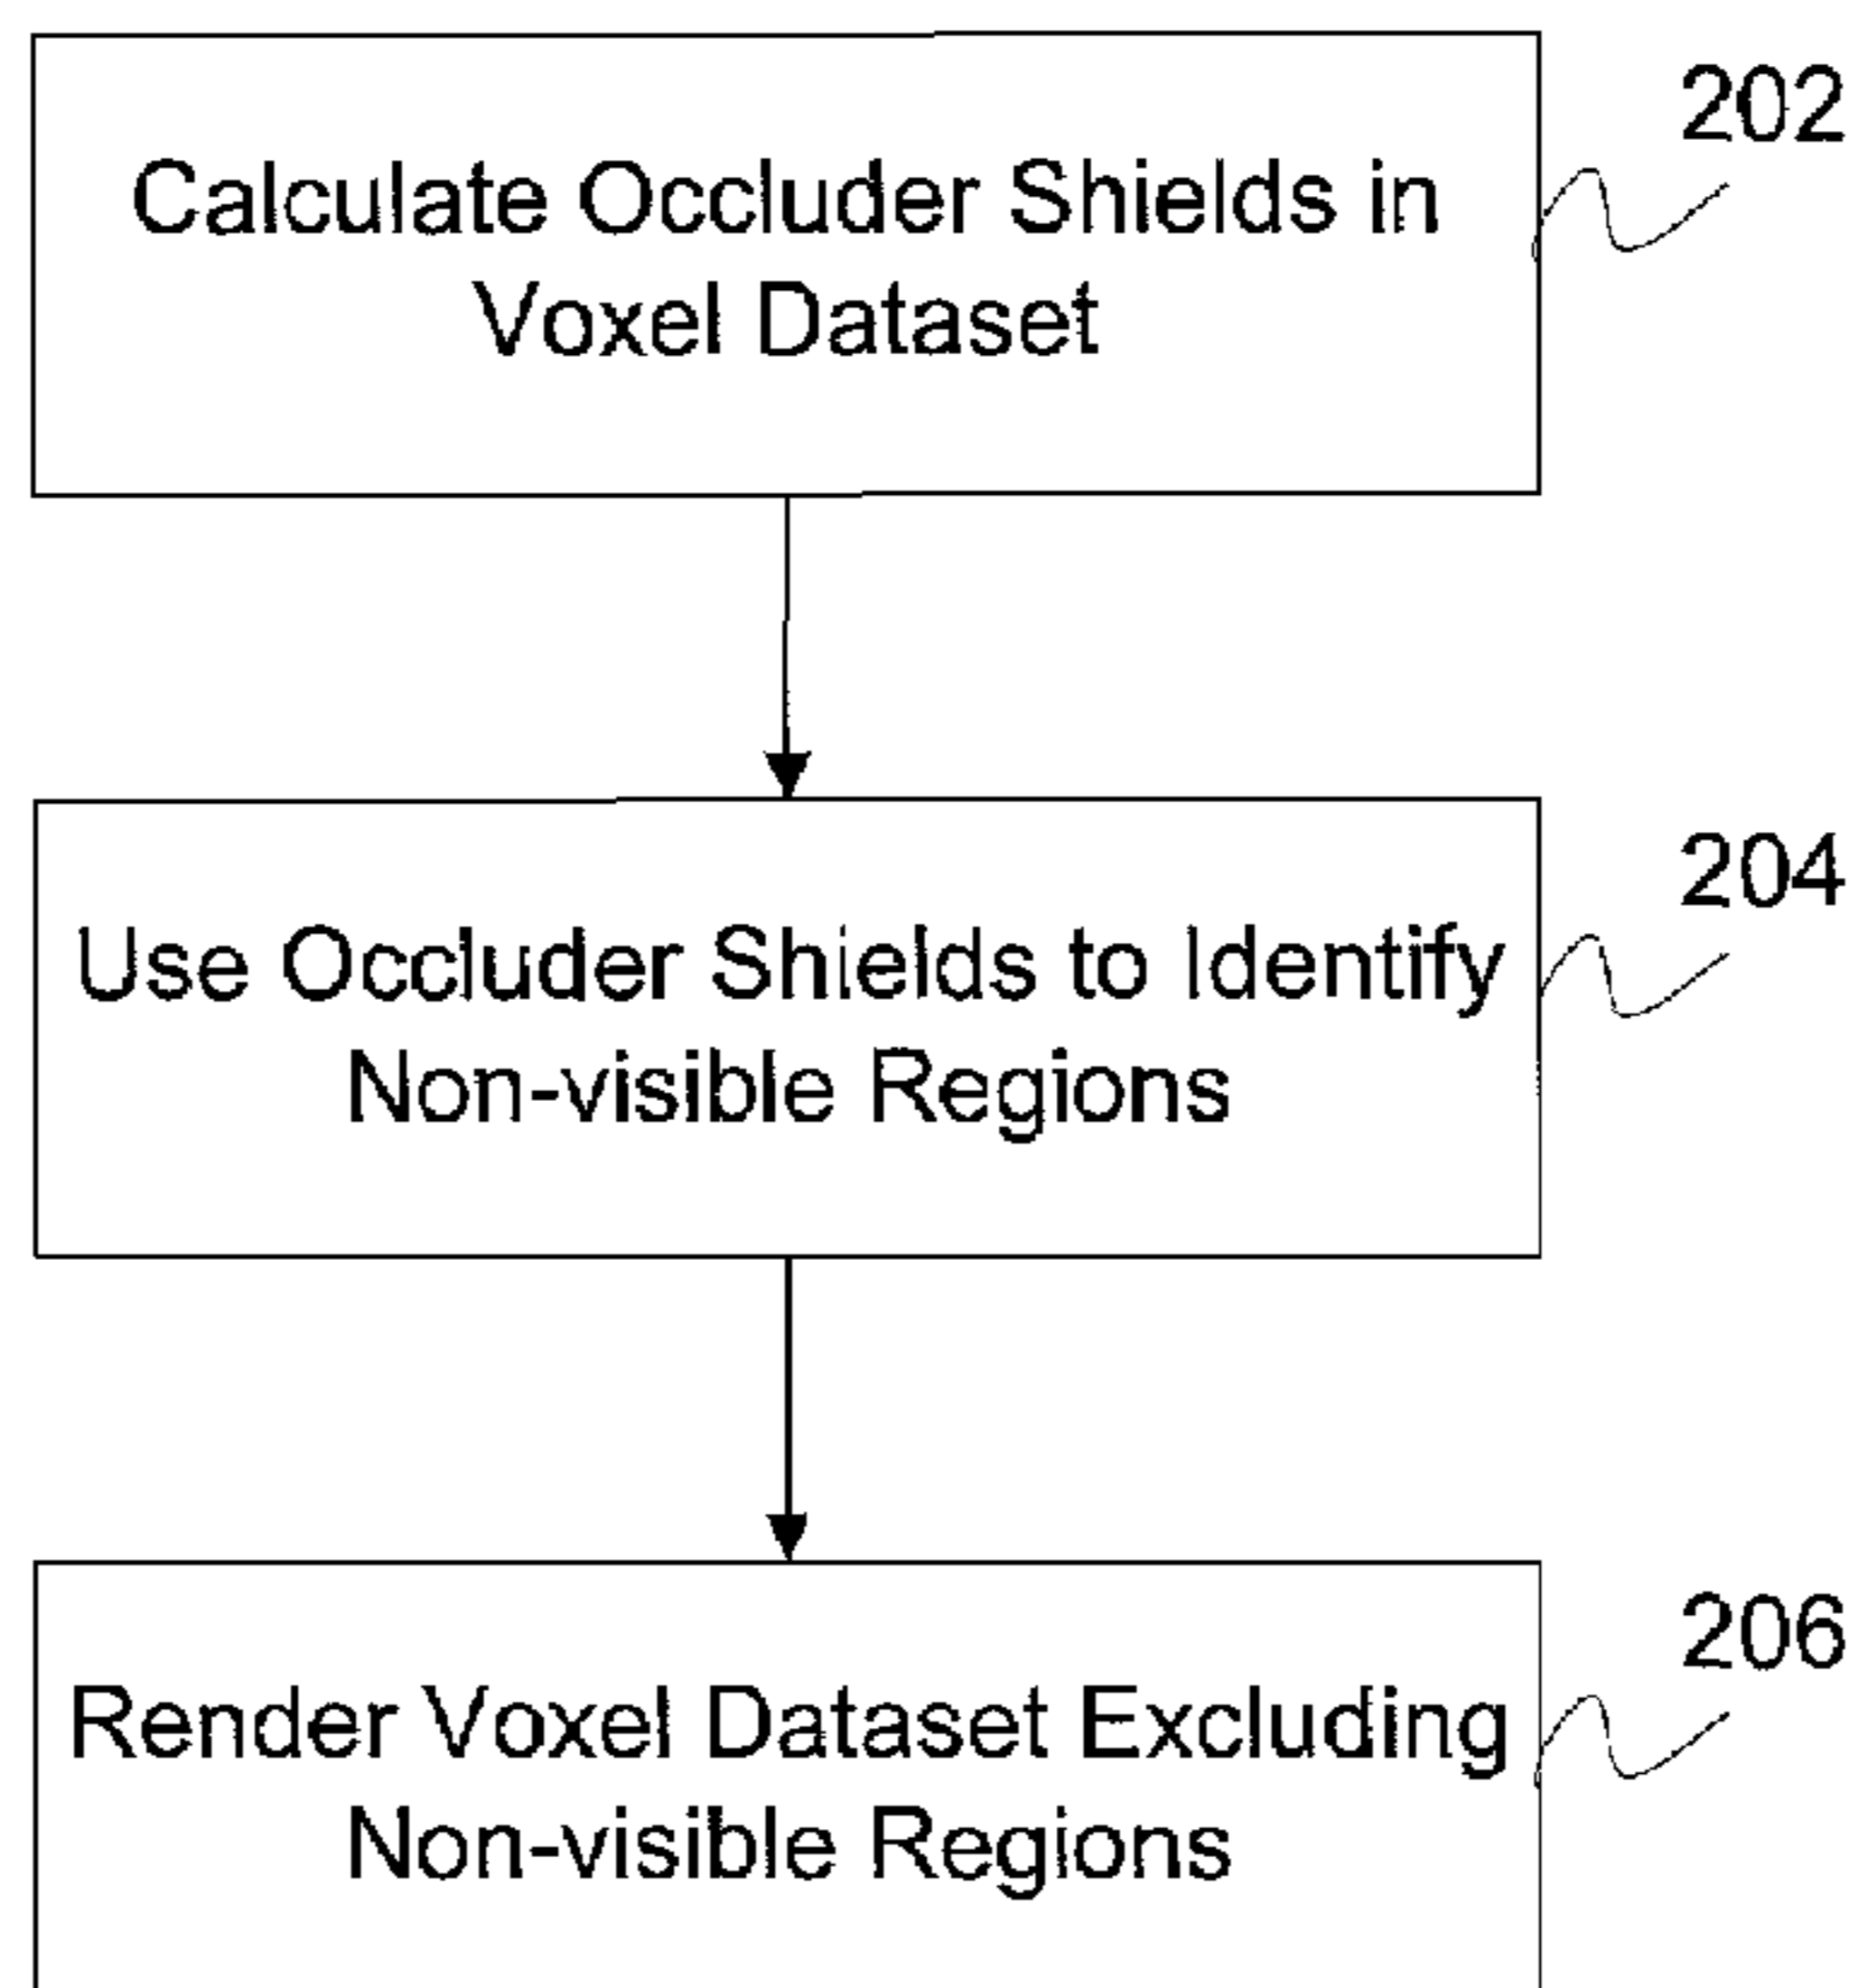 202
Calculate Occluder Shields in
Voxel Dataset
204
Use Occluder Shields to Identify
Non-visible Regions
206
Render Voxel Dataset Excluding
Non-visible Regions